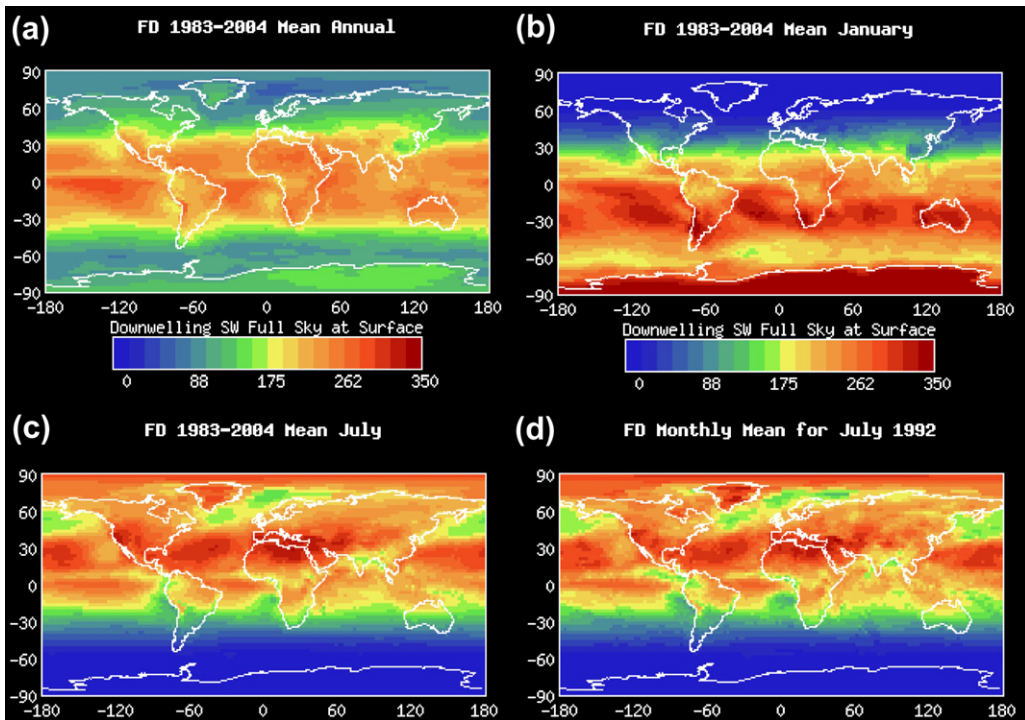 (a) FD 1983-2004 Mean Annual
90
60
30
0
-30
-60
-90
-180 -120 -60 0 60 120 180
Downwelling SW Full Sky at Surface
0 88 175 262 350
(b) FD 1983-2004 Mean January
90
60
30
0
-30
-60
-90
-180 -120 -60 0 60 120 180
Downwelling SW Full Sky at Surface
0 88 175 262 350
(c) FD 1983-2004 Mean July
90
60
30
0
-30
-60
-90
-180 -120 -60 0 60 120 180
(d) FD Monthly Mean for July 1992
90
60
30
0
-30
-60
-90
-180 -120 -60 0 60 120 180